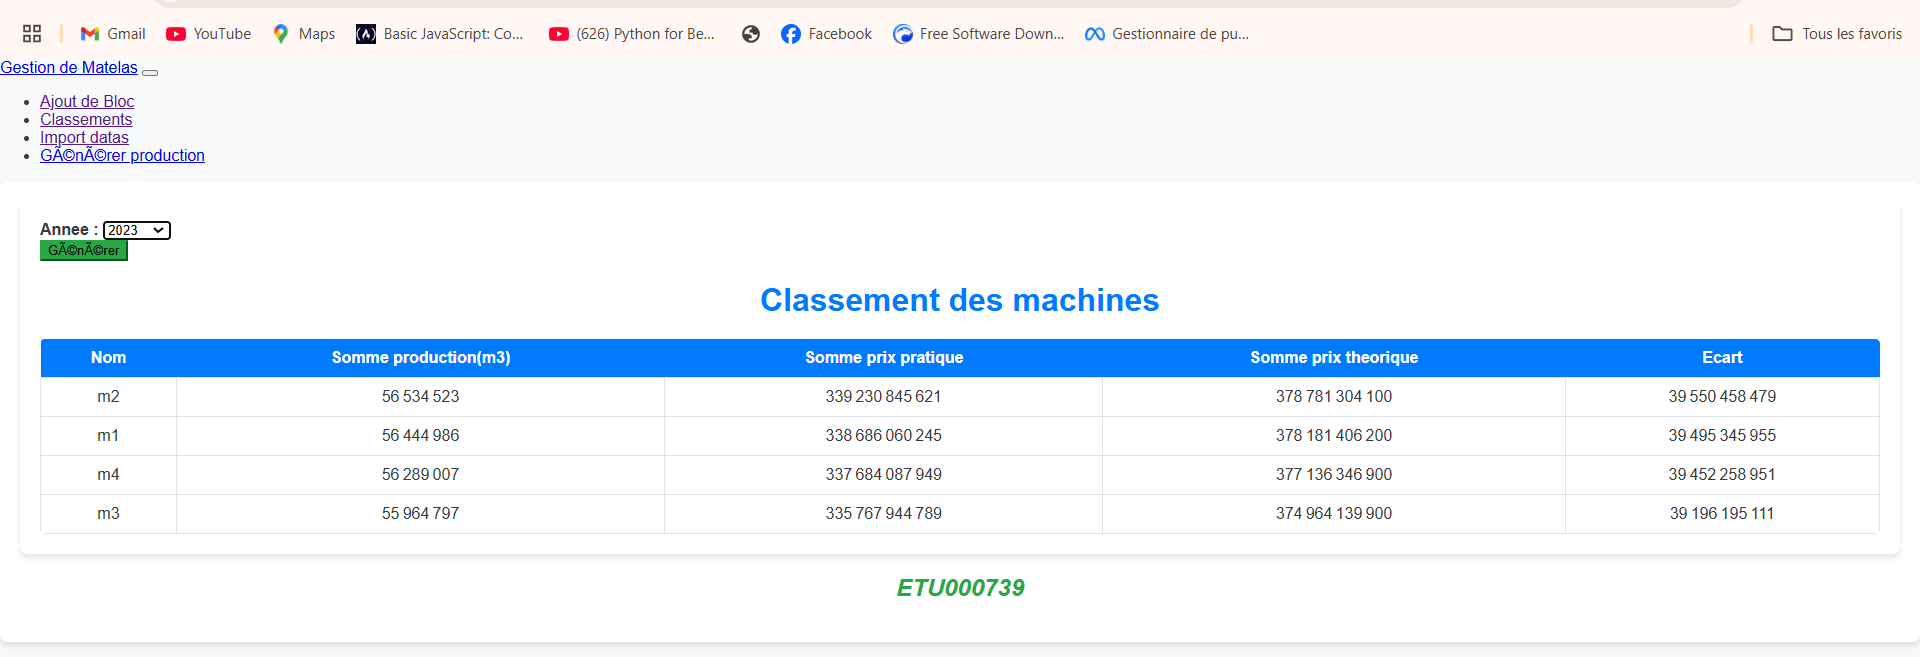 Gmail YouTube Maps Basic JavaScript: Co... (626) Python for Be... Facebook Free Software Down... Gestionnaire de pu... Tous les favoris
Gestion de Matelas
Ajout de Bloc
Classements
Import datas
GÃ©nÃ©rer production
Annee : 2023
GÃ©nÃ©rer
Classement des machines
Nom Somme production(m3) Somme prix pratique Somme prix theorique Ecart
m2 56 534 523 339 230 845 621 378 781 304 100 39 550 458 479
m1 56 444 986 338 686 060 245 378 181 406 200 39 495 345 955
m4 56 289 007 337 684 087 949 377 136 346 900 39 452 258 951
m3 55 964 797 335 767 944 789 374 964 139 900 39 196 195 111
ETU000739